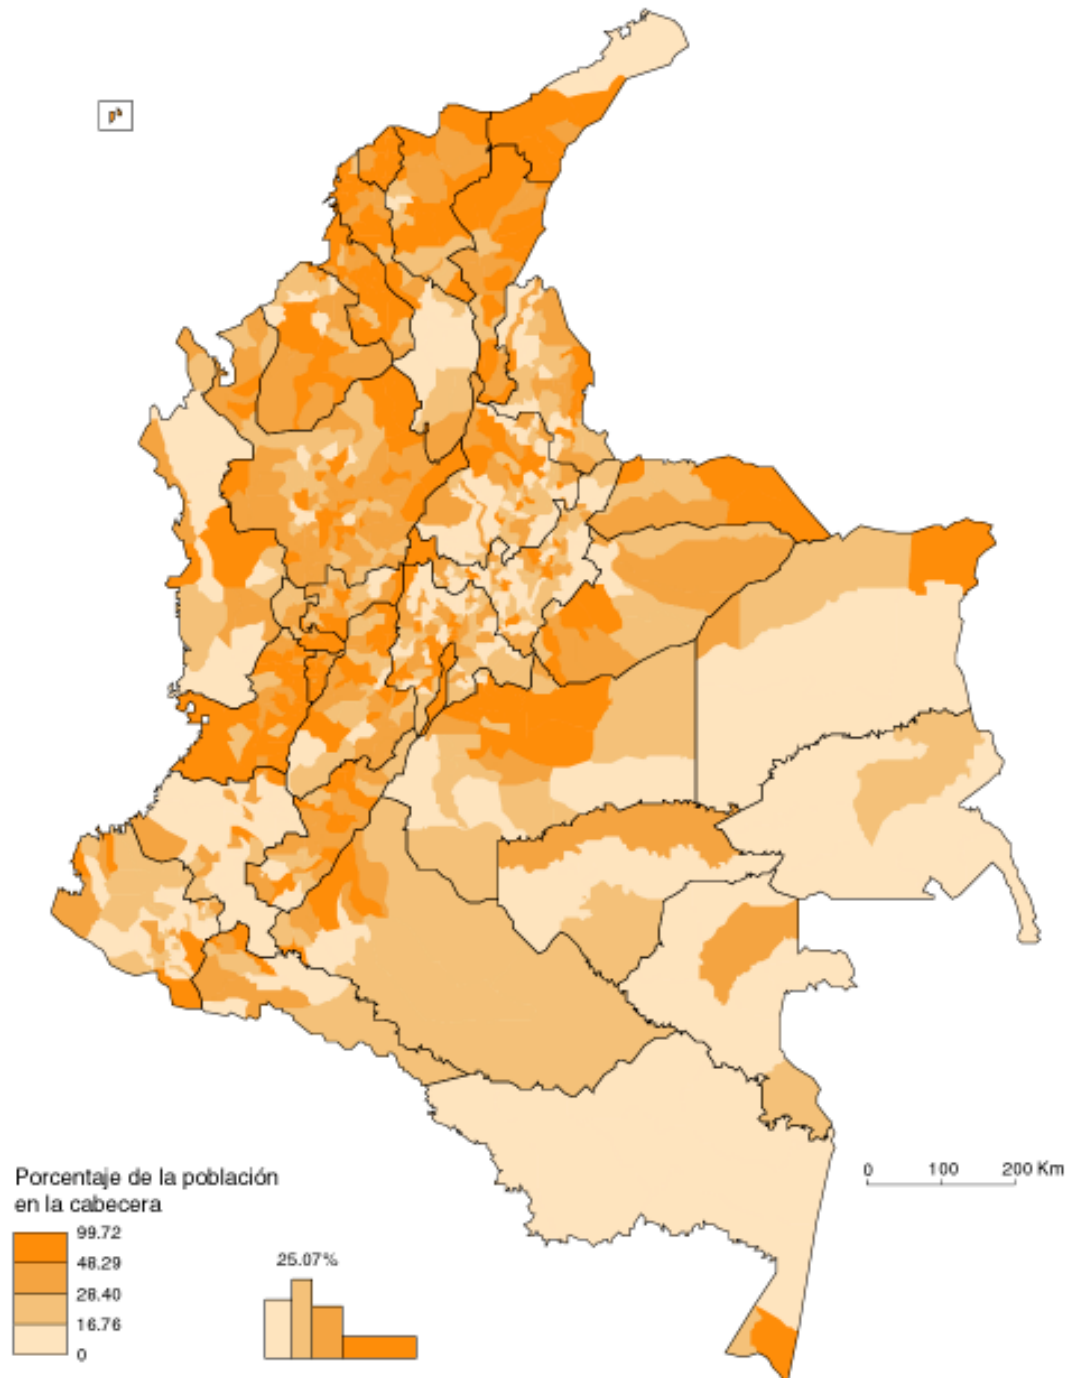 0 100 200 Km
Porcentaje de la población
en la cabecera
99.72
48.29
28.40
16.76
0
25.07%